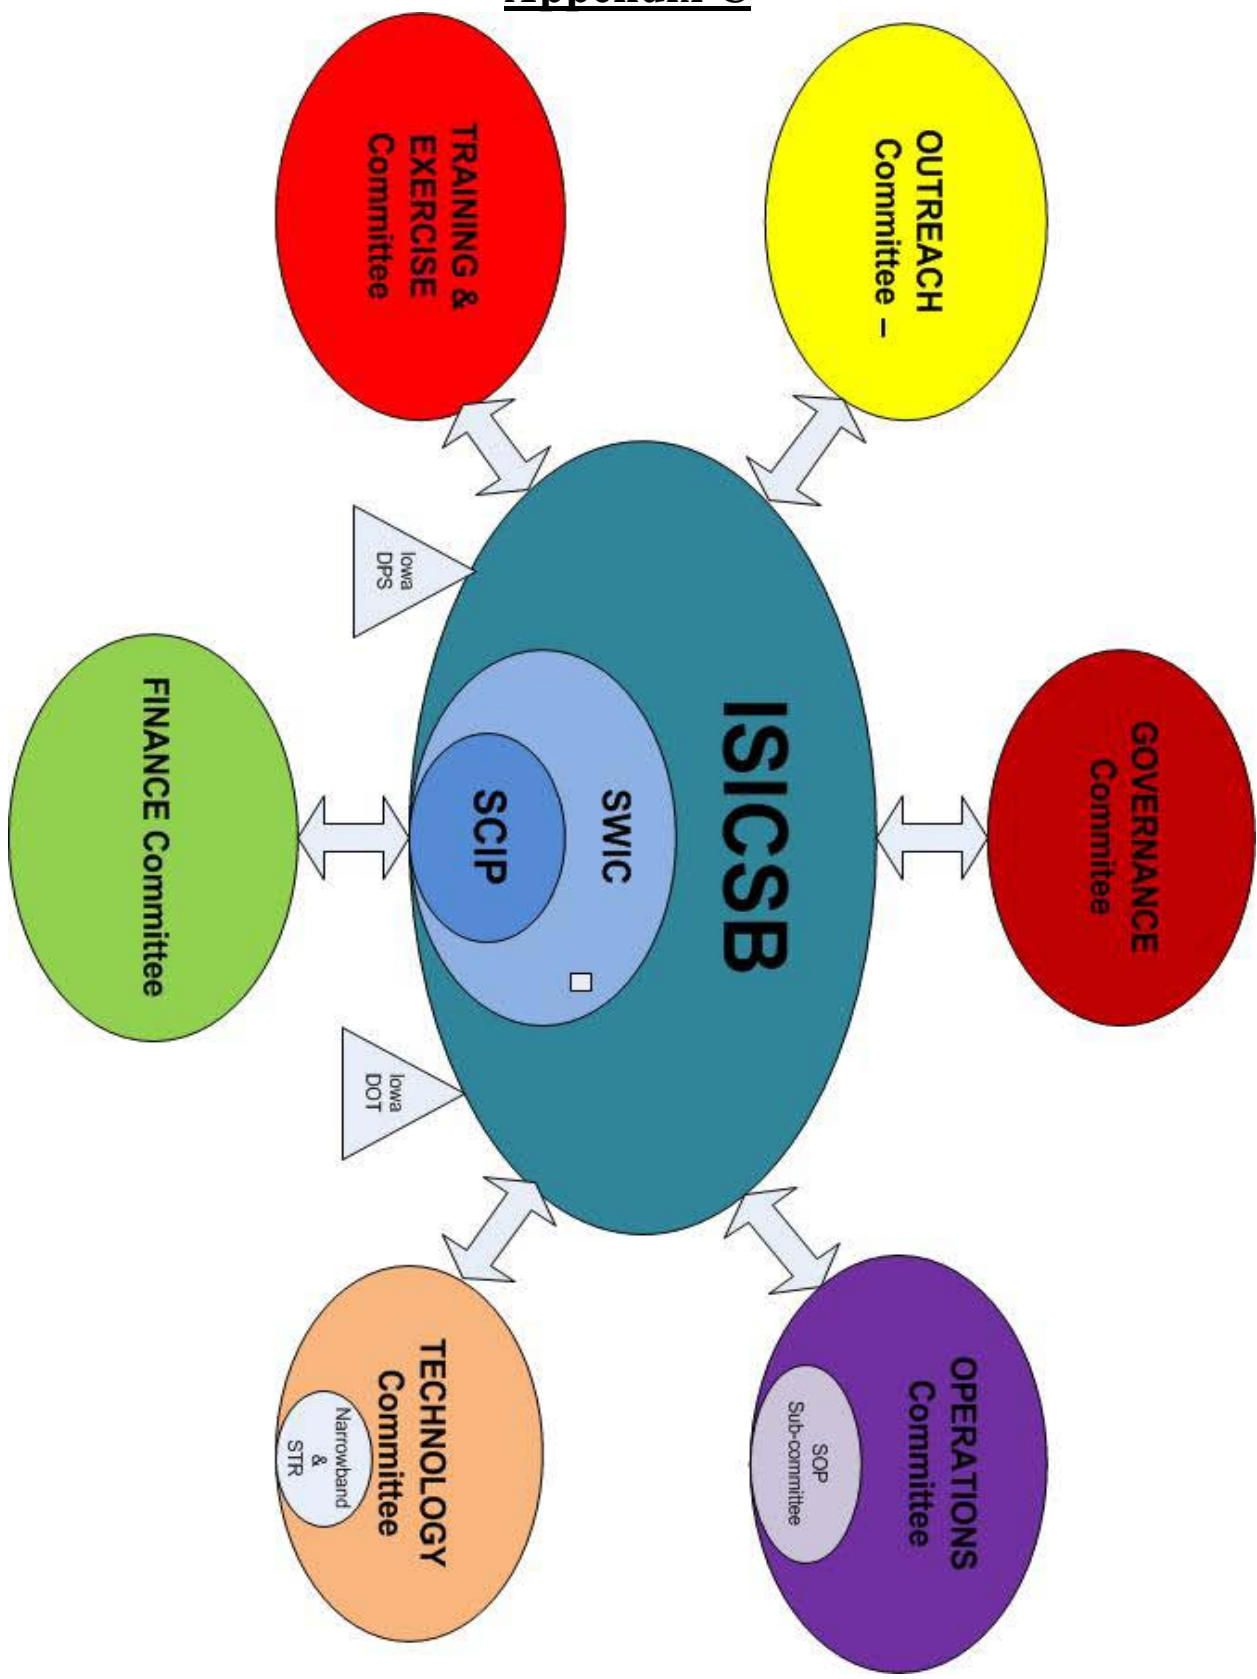 Appendix
GOVERNANCE
Commitee
OUTREACH
Committee –
OPERATIONS
Committee
SOP
Sub-committee
ISICSB
SWIC
SCIP
TRAINING &
EXERCISE
Committee
Iowa
DPS
Iowa
DOT
TECHNOLOGY
Committee
Narrowband
&
STR
FINANCE Committee